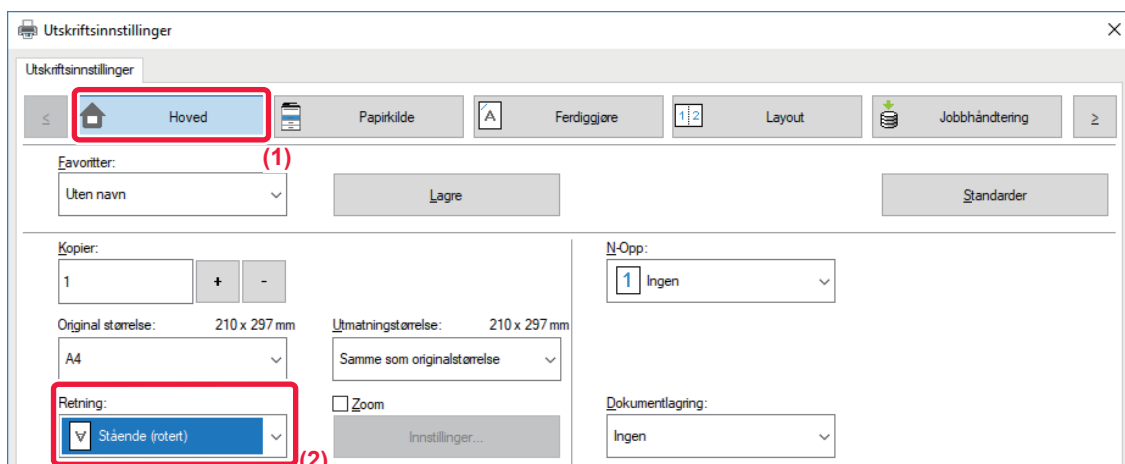 Utskriftsinnstillinger
Utskriftsinnstillinger
< Hoved Papirkilde A Ferdiggjøre 1 2 Layout Jobbhåndtering >
(1)
Favoritter:
Uten navn Lagre Standarder
Kopier: N-Opp:
1 + - 1 Ingen
Original størrelse: 210 x 297 mm Utmatningstørrelse: 210 x 297 mm
A4 Samme som originalstørrelse
Retning: Zoom Dokumentlagring:
A Stående (rotert) Innstillinger... Ingen
(2)